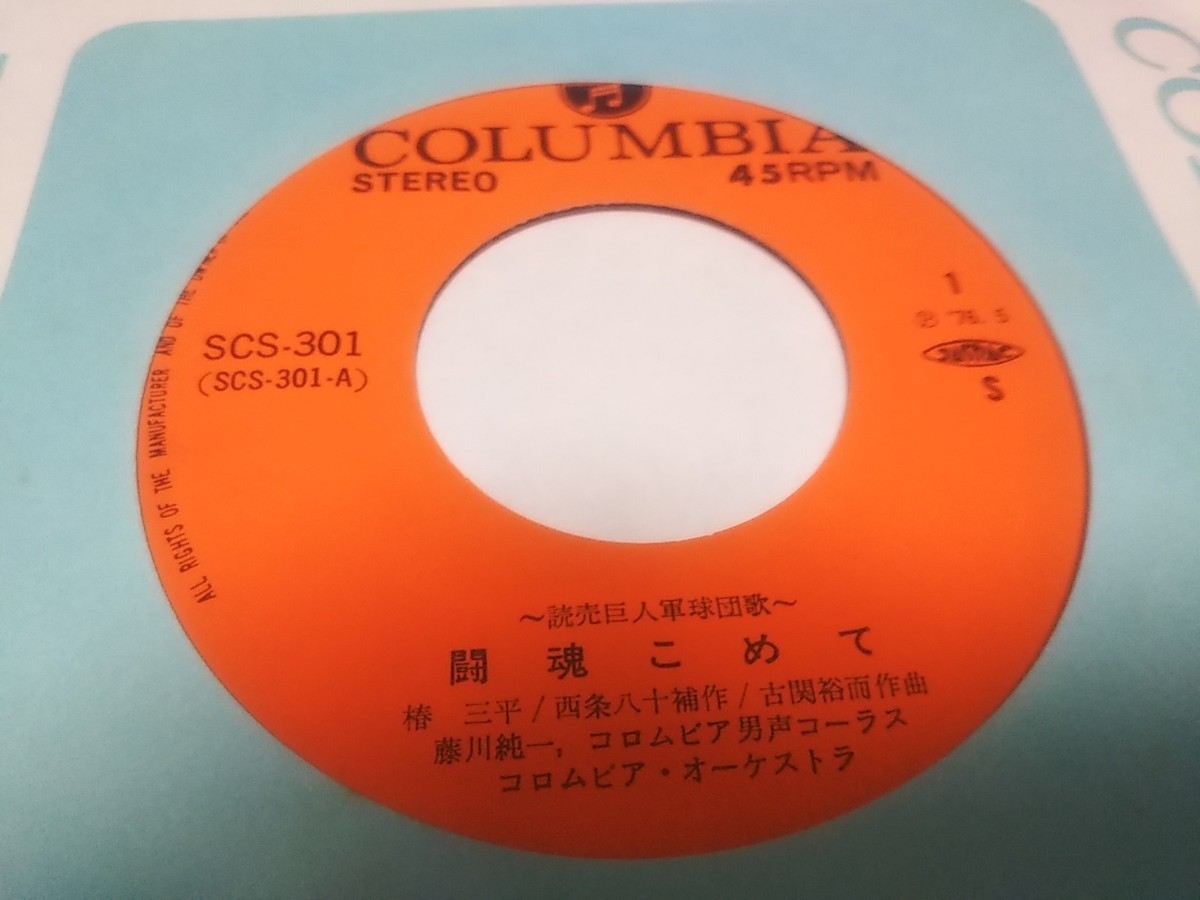 COLUMBIA
STEREO
45RPM
SCS-301
(SCS-301-A)
1
Ⓟ '76. 5
S
ALL RIGHTS OF THE MANUFACTURER AND OF THE OWNER
〜読売巨人軍球団歌〜
闘魂こめて
椿 三平/西条八十補作/古関裕而作曲
藤川純一, コロムビア男声コーラス
コロムビア・オーケストラ